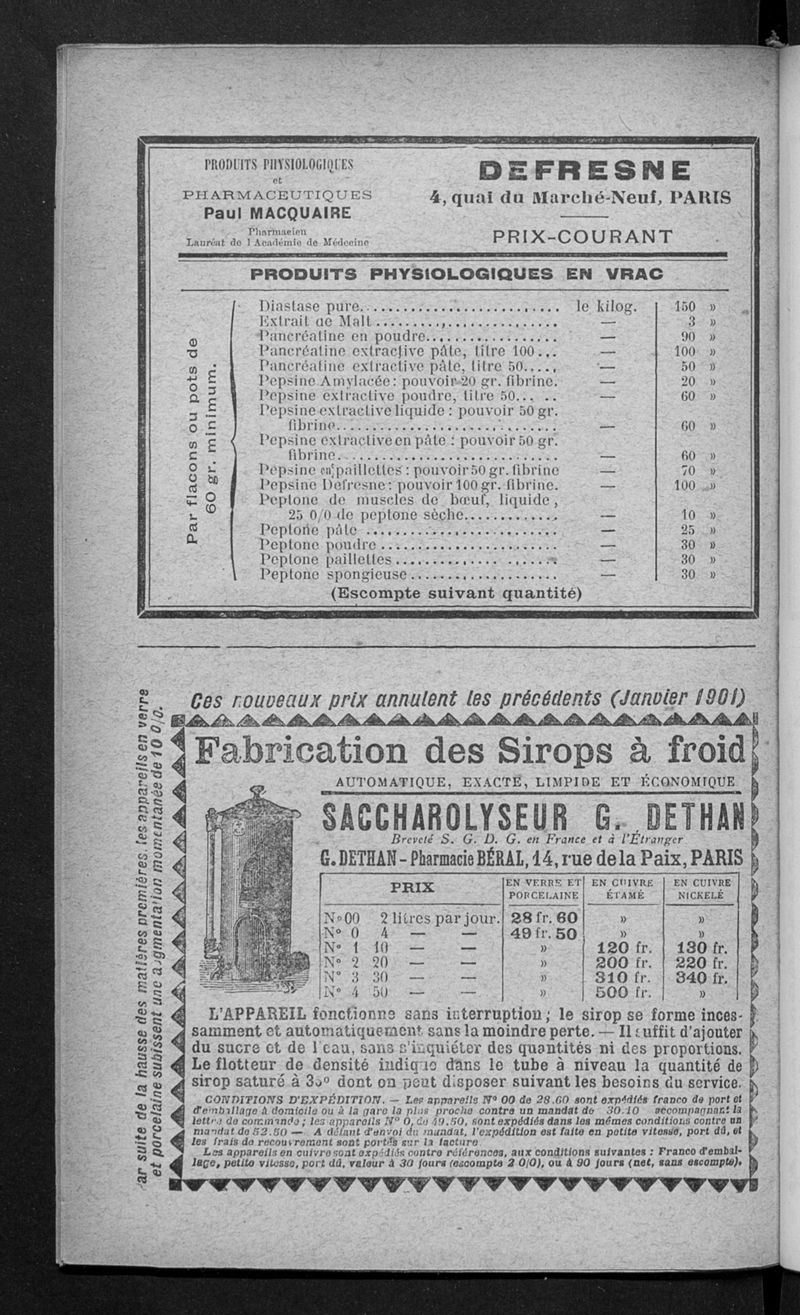 PRODUITS PHYSIOLOGIQUES
et
PHARMACEUTIQUES
Paul MACQUAIRE
Pharmacien
Lauréat de l Académie de Médecine
DEFRESNE
4, quai du Marché-Neuf, PARIS
PRIX-COURANT
PRODUITS PHYSIOLOGIQUES EN VRAC
Par flacons ou pots de
60 gr. minimum.
Diastase pure.......................... le kilog. 150 »
Extrait de Malt.......................... — 3 »
Pancréatine en poudre.................. — 90 »
Pancréatine extractive pâte, titre 100... — 100 »
Pancréatine extractive pâte, titre 50..... — 50 »
Pepsine Amylacée: pouvoir 20 gr. fibrine. — 20 »
Pepsine extractive poudre, titre 50... .. — 60 »
Pepsine extractive liquide : pouvoir 50 gr.
fibrine............................. — 60 »
Pepsine extractive en pâte : pouvoir 50 gr.
fibrine............................. — 60 »
Pepsine en paillettes : pouvoir 50 gr. fibrine — 70 »
Pepsine Defresne: pouvoir 100 gr. fibrine. — 100 »
Peptone de muscles de bœuf, liquide,
25 0/0 de peptone sèche............. — 10 »
Peptone pâte .......................... — 25 »
Peptone poudre ........................ — 30 »
Peptone paillettes...................... — 30 »
Peptone spongieuse.................... — 30 »
(Escompte suivant quantité)
Ces nouveaux prix annulent les précédents (Janvier 1901)
ar suite de la hausse des matières premières les appareils en verre
et porcelaine subissent une augmentation momentanée de 10 0/0.
Fabrication des Sirops à froid
AUTOMATIQUE, EXACTE, LIMPIDE ET ÉCONOMIQUE
SACCHAROLYSEUR G. DETHAN
Breveté S. G. D. G. en France et à l'Étranger
G. DETHAN - Pharmacie BÉRAL, 14, rue de la Paix, PARIS
PRIX EN VERRE ET PORCELAINE EN CUIVRE ÉTAMÉ EN CUIVRE NICKELÉ
N° 00 2 litres par jour. 28 fr. 60 » »
N° 0 4 — — 49 fr. 50 » »
N° 1 10 — — » 120 fr. 130 fr.
N° 2 20 — — » 200 fr. 220 fr.
N° 3 30 — — » 310 fr. 340 fr.
N° 4 50 — — » 500 fr. »
L'APPAREIL fonctionne sans interruption; le sirop se forme inces-
samment et automatiquement sans la moindre perte. — Il suffit d'ajouter
du sucre et de l'eau, sans s'inquiéter des quantités ni des proportions.
Le flotteur de densité indique dans le tube à niveau la quantité de
sirop saturé à dont on peut disposer suivant les besoins du service.
CONDITIONS D'EXPÉDITION. — Les appareils N° 00 de 28.60 sont expédiés franco de port et
d'emballage à domicile ou à la gare la plus proche contre un mandat de 30.10 accompagnant la
lettre de commande ; les appareils N° 0, de 49.50, sont expédiés dans les mêmes conditions contre un
mandat de 52.50 — A défaut d'envoi du mandat, l'expédition est faite en petite vitesse, port dû, et
les frais de recouvrement sont portés sur la facture
Les appareils en cuivre sont expédiés contre références, aux conditions suivantes : Franco d'embal-
lage, petite vitesse, port dû, valeur à 30 jours (escompte 2 0/0), ou à 90 jours (net, sans escompte).